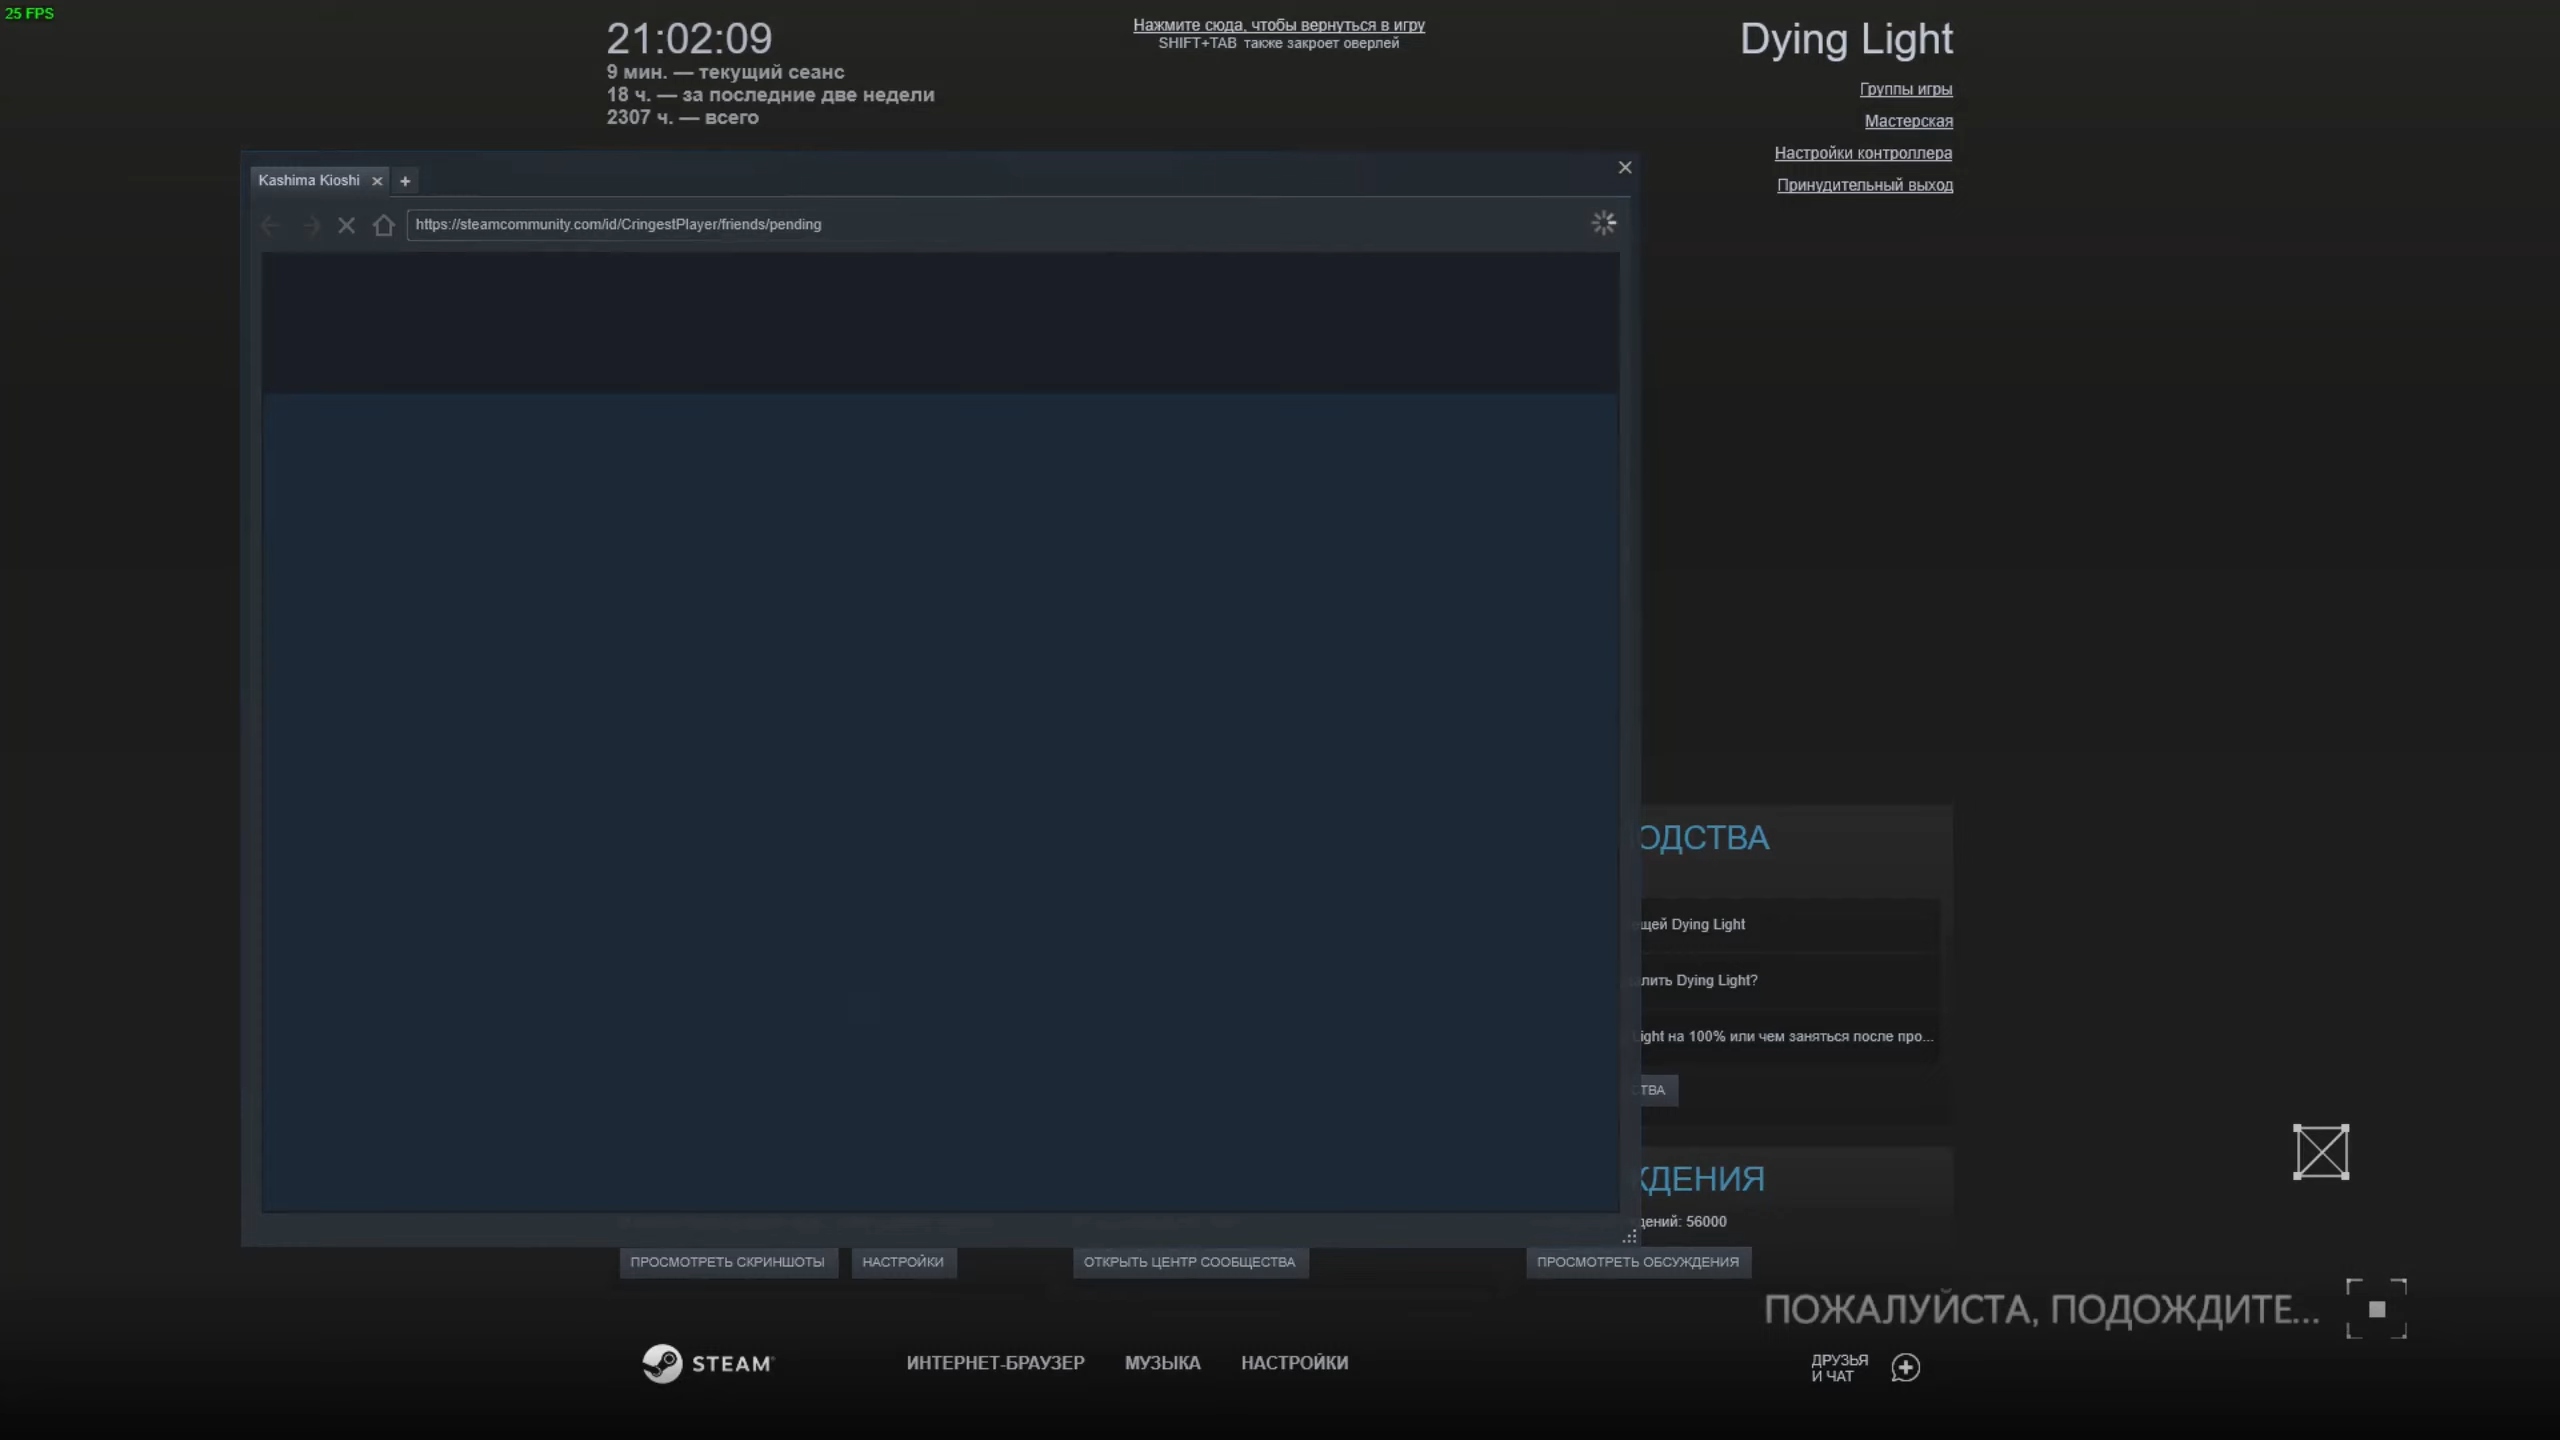 25 FPS
21:02:09
9 мин. — текущий сеанс
18 ч. — за последние две недели
2307 ч. — всего
Нажмите сюда, чтобы вернуться в игру
SHIFT+TAB также закроет оверлей
Dying Light
Группы игры
Мастерская
Настройки контроллера
Принудительный выход
Kashima Kioshi
https://steamcommunity.com/id/CringestPlayer/friends/pending
ОДСТВА
щей Dying Light
лить Dying Light?
Light на 100% или чем заняться после про...
СТВА
ЖДЕНИЯ
дений: 56000
ПРОСМОТРЕТЬ СКРИНШОТЫ
НАСТРОЙКИ
ОТКРЫТЬ ЦЕНТР СООБЩЕСТВА
ПРОСМОТРЕТЬ ОБСУЖДЕНИЯ
ПОЖАЛУЙСТА, ПОДОЖДИТЕ...
STEAM
ИНТЕРНЕТ-БРАУЗЕР
МУЗЫКА
НАСТРОЙКИ
ДРУЗЬЯ
И ЧАТ